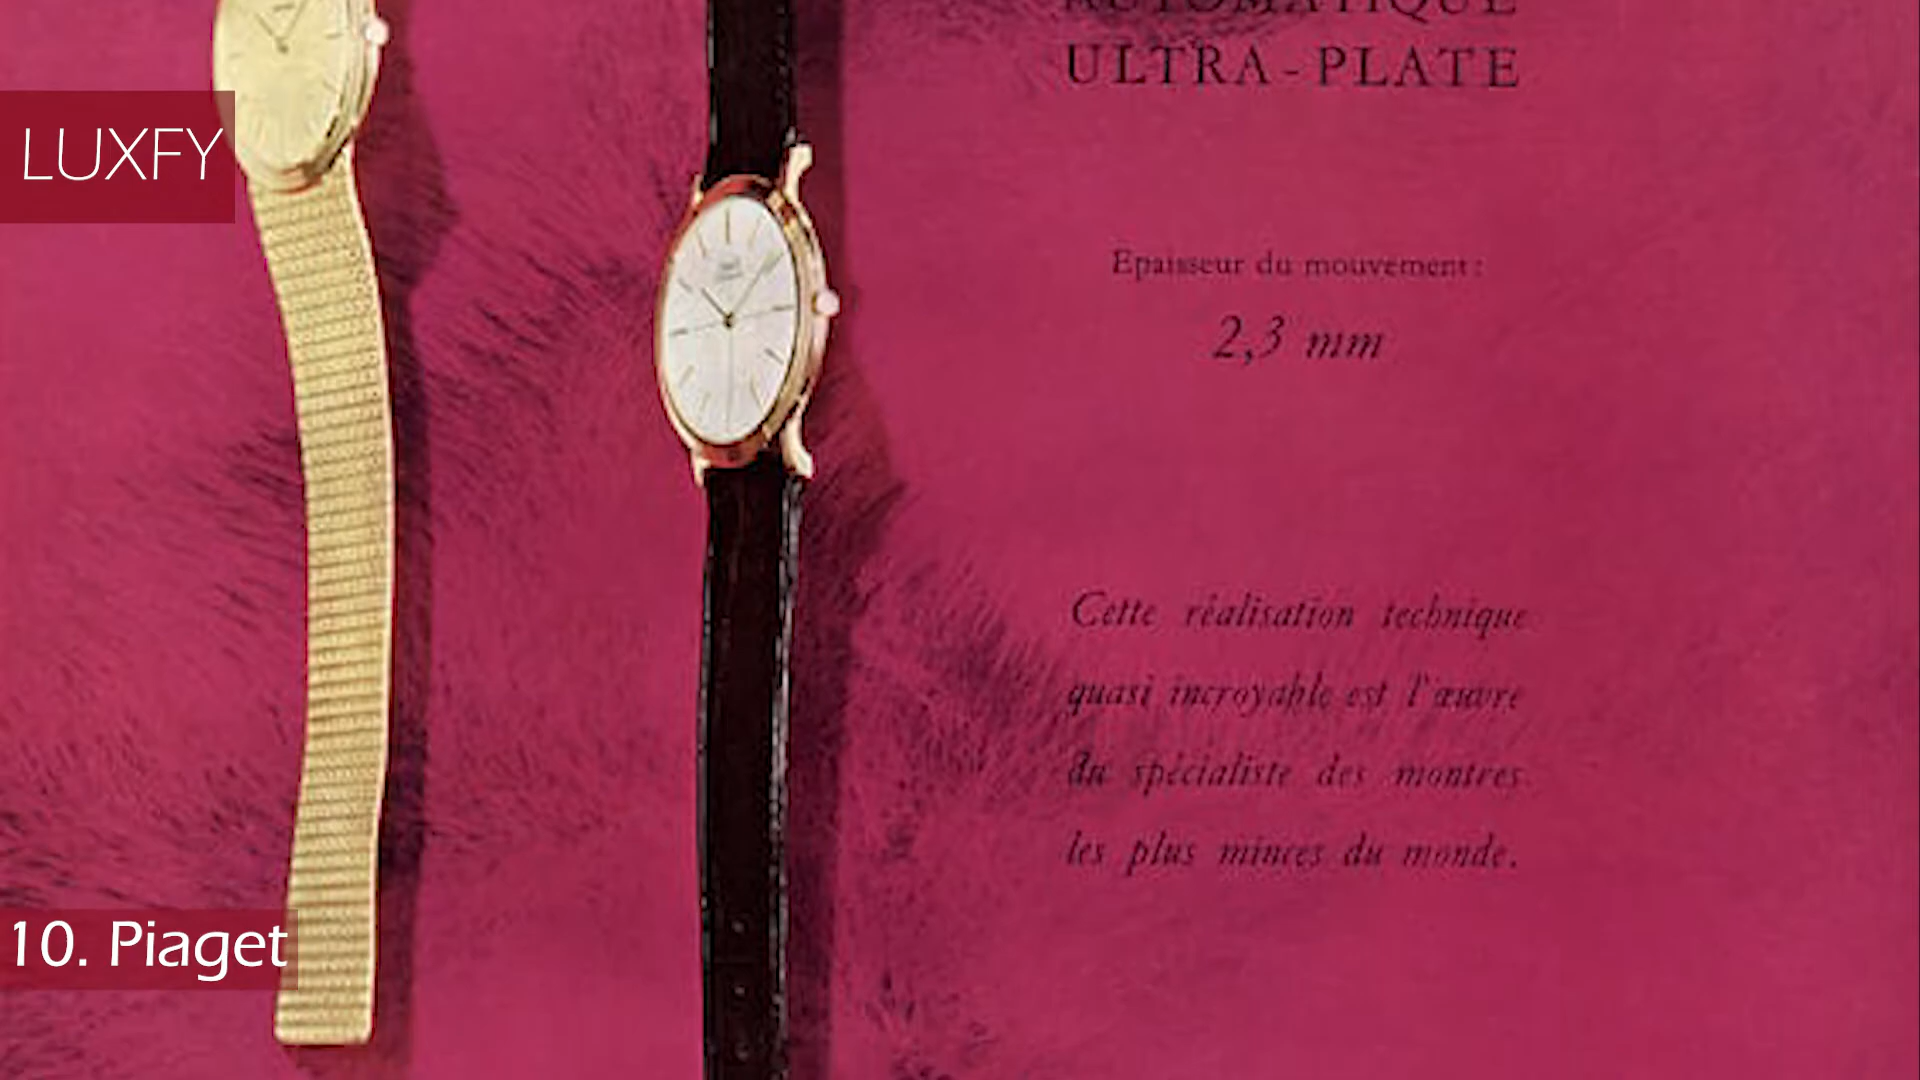 AUTOMATIQUE
ULTRA-PLATE
LUXFY
Epaisseur du mouvement:
2,3 mm
Cette réalisation technique
quasi incroyable est l'œuvre
du spécialiste des montres
les plus minces du monde.
10. Piaget